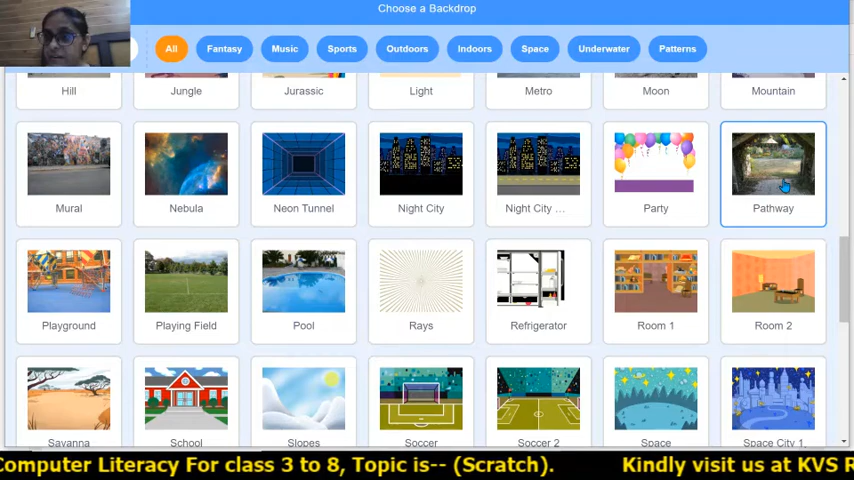 Choose a Backdrop
All Fantasy Music Sports Outdoors Indoors Space Underwater Patterns
Hill Jungle Jurassic Light Metro Moon Mountain
Mural Nebula Neon Tunnel Night City Night City ... Party Pathway
Playground Playing Field Pool Rays Refrigerator Room 1 Room 2
Savanna School Slopes Soccer Soccer 2 Space Space City 1
Computer Literacy For class 3 to 8, Topic is-- (Scratch). Kindly visit us at KVS R